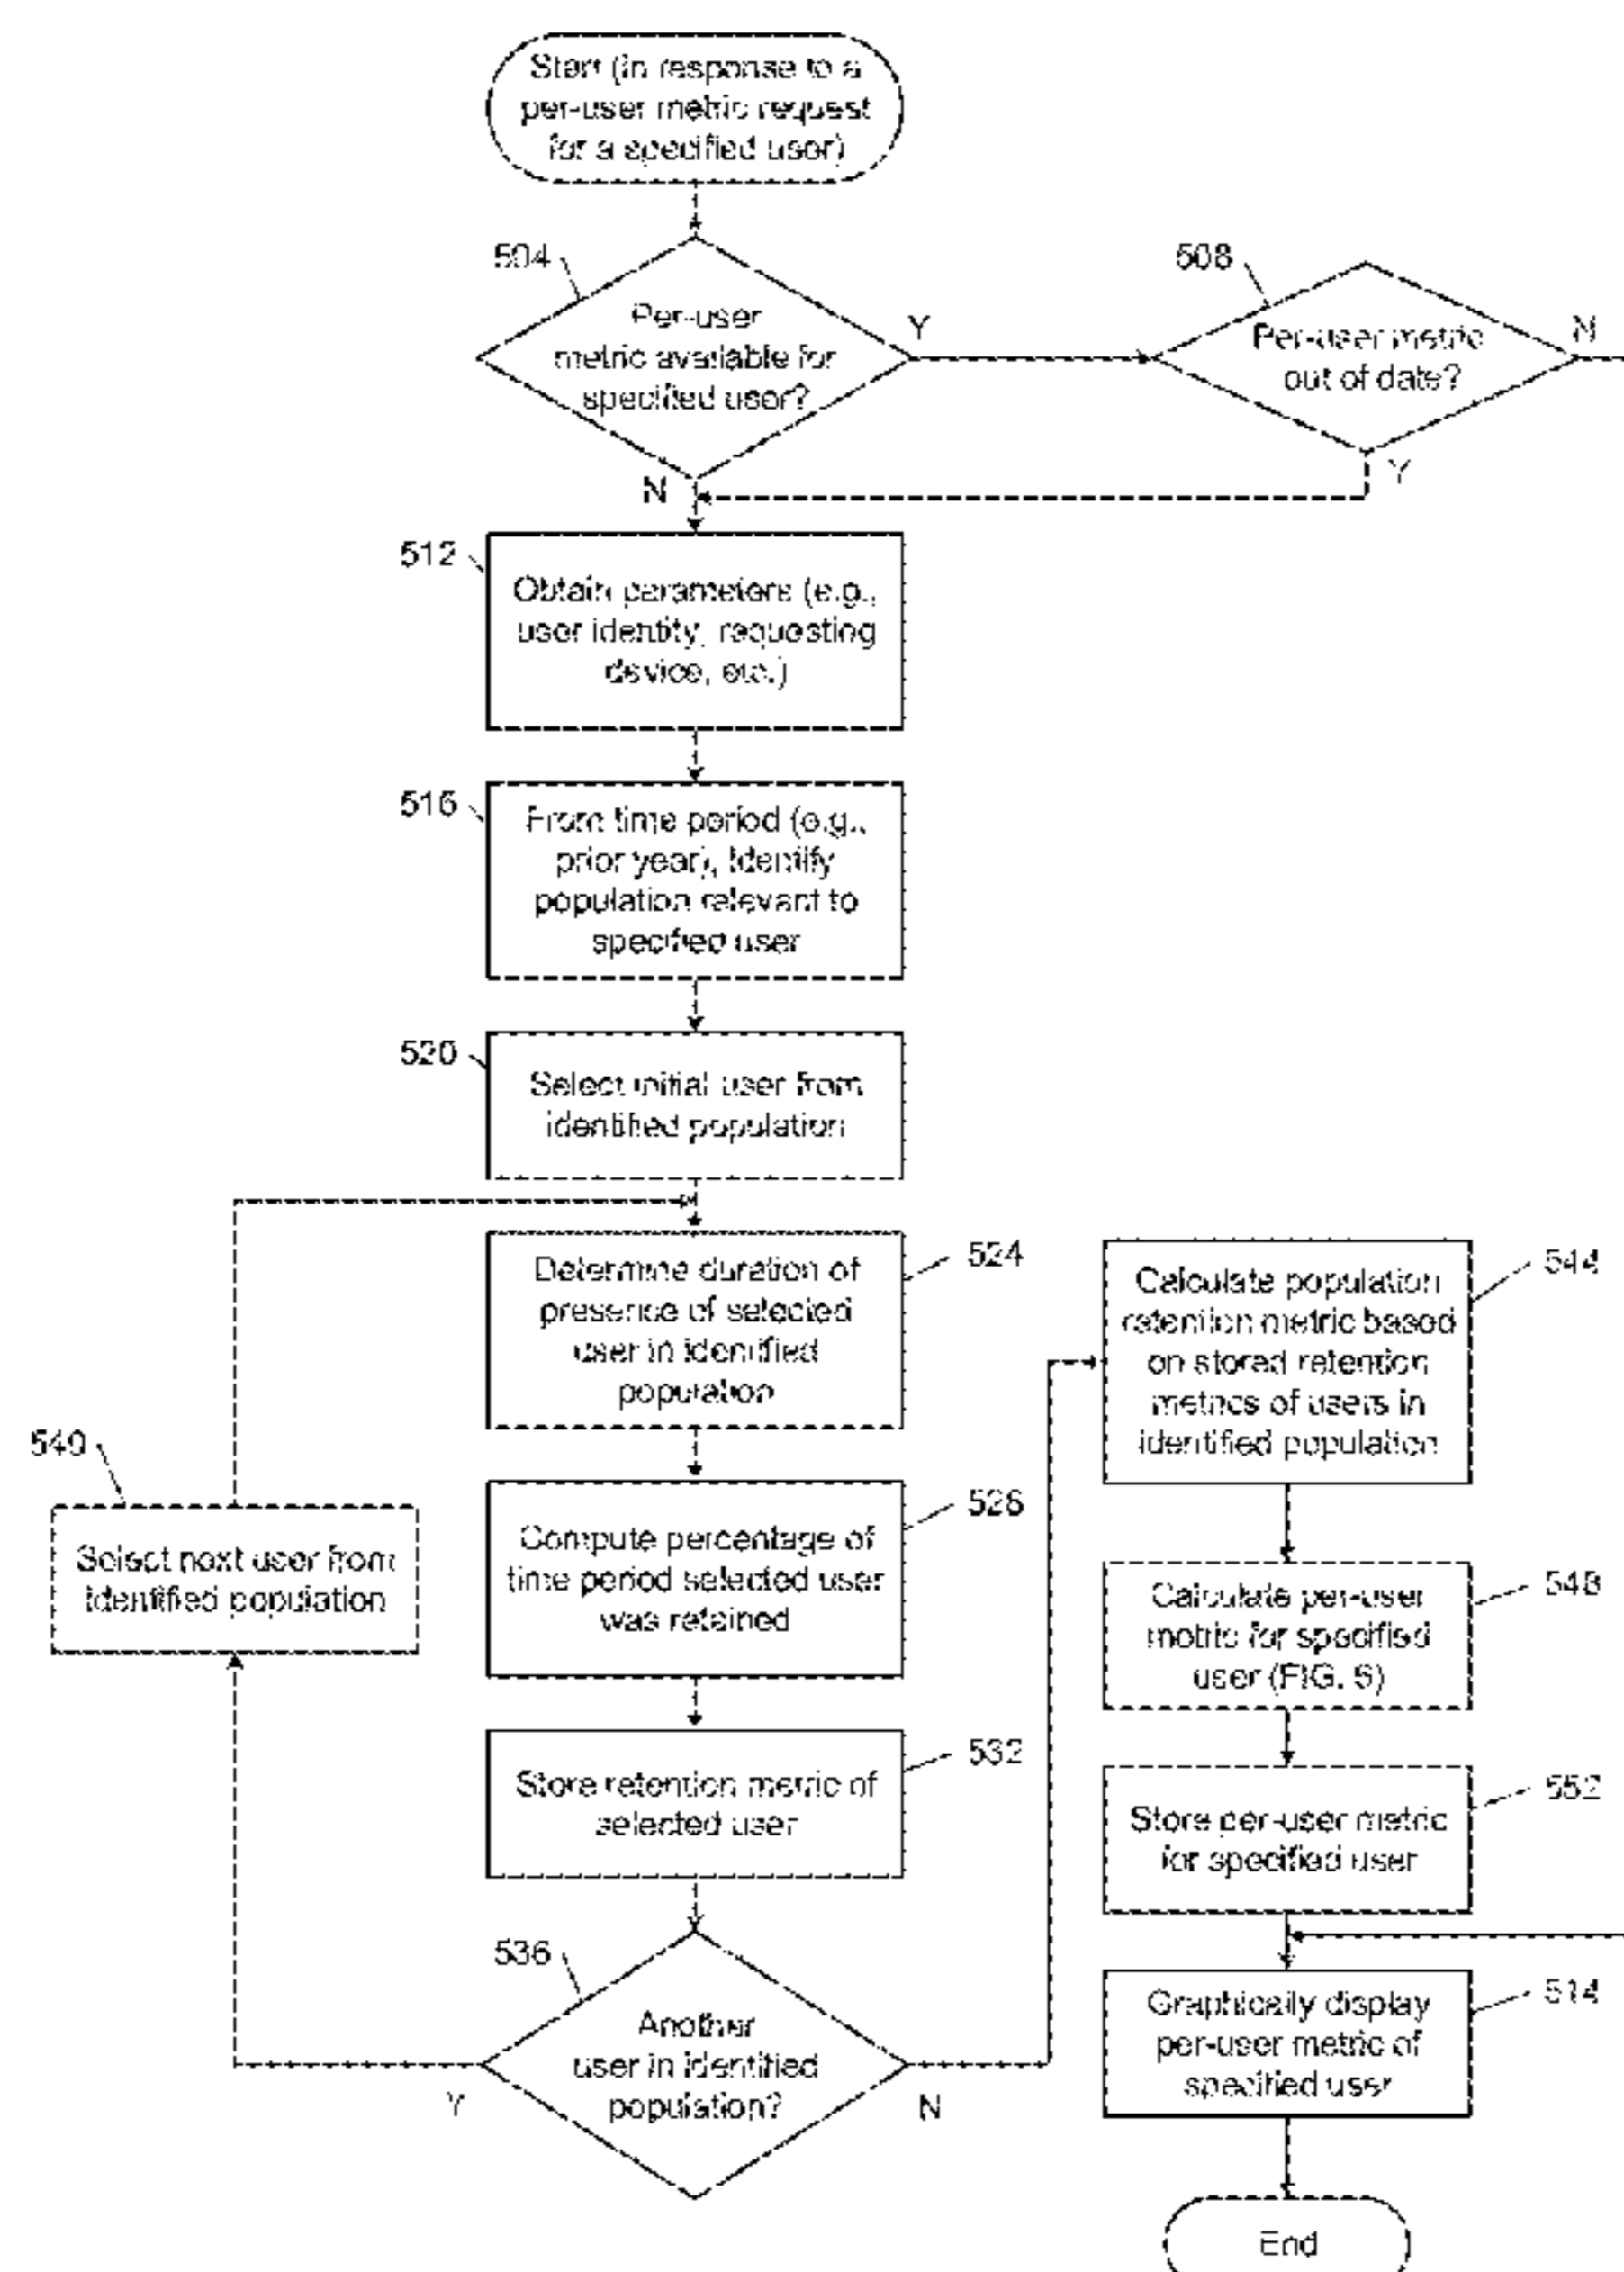 Start (in response to a
per-user metric request
for a specified user)
504
Per-user
metric available for
specified user?
Y
N
508
Per-user metric
out of date?
N
Y
512
Obtain parameters (e.g.,
user identity, requesting
device, etc.)
516
From time period (e.g.,
prior year), identify
population relevant to
specified user
520
Select initial user from
identified population
524
Determine duration of
presence of selected
user in identified
population
528
Compute percentage of
time period selected user
was retained
532
Store retention metric of
selected user
536
Another
user in identified
population?
Y
N
540
Select next user from
identified population
544
Calculate population
retention metric based
on stored retention
metrics of users in
identified population
548
Calculate per-user
metric for specified
user (FIG. 6)
552
Store per-user metric
for specified user
514
Graphically display
per-user metric of
specified user
End